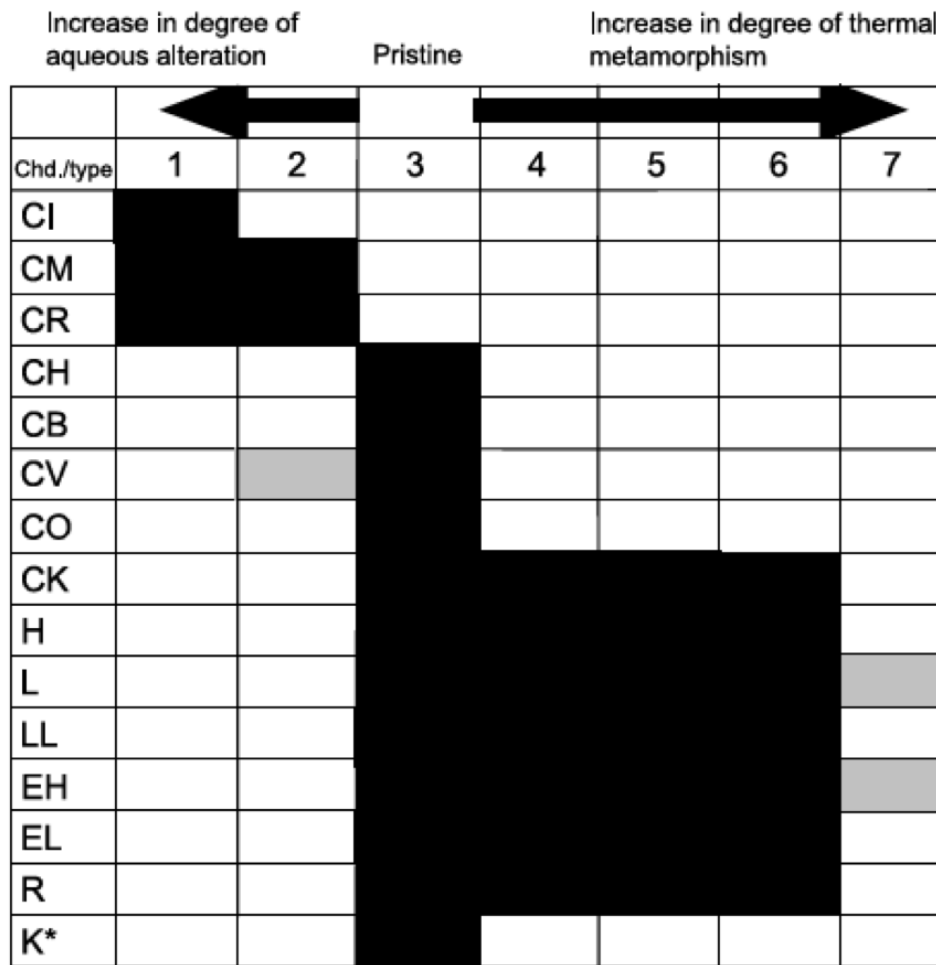 Increase in degree of
aqueous alteration
Pristine
Increase in degree of thermal
metamorphism
Chd./type 1 2 3 4 5 6 7
CI
CM
CR
CH
CB
CV
CO
CK
H
L
LL
EH
EL
R
K*